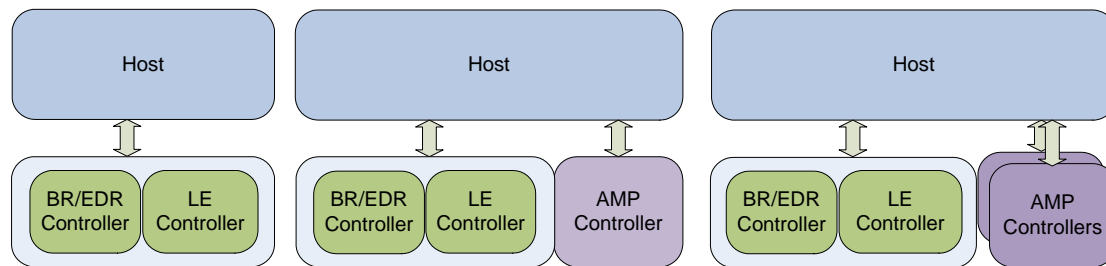 Host
Host
Host
BR/EDR
Controller
LE
Controller
BR/EDR
Controller
LE
Controller
AMP
Controller
BR/EDR
Controller
LE
Controller
AMP
Controllers